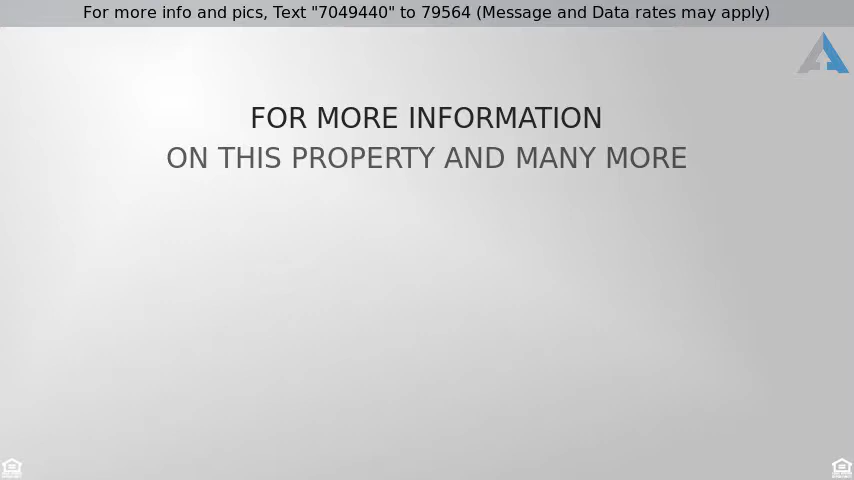 For more info and pics, Text "7049440" to 79564 (Message and Data rates may apply)
FOR MORE INFORMATION
ON THIS PROPERTY AND MANY MORE